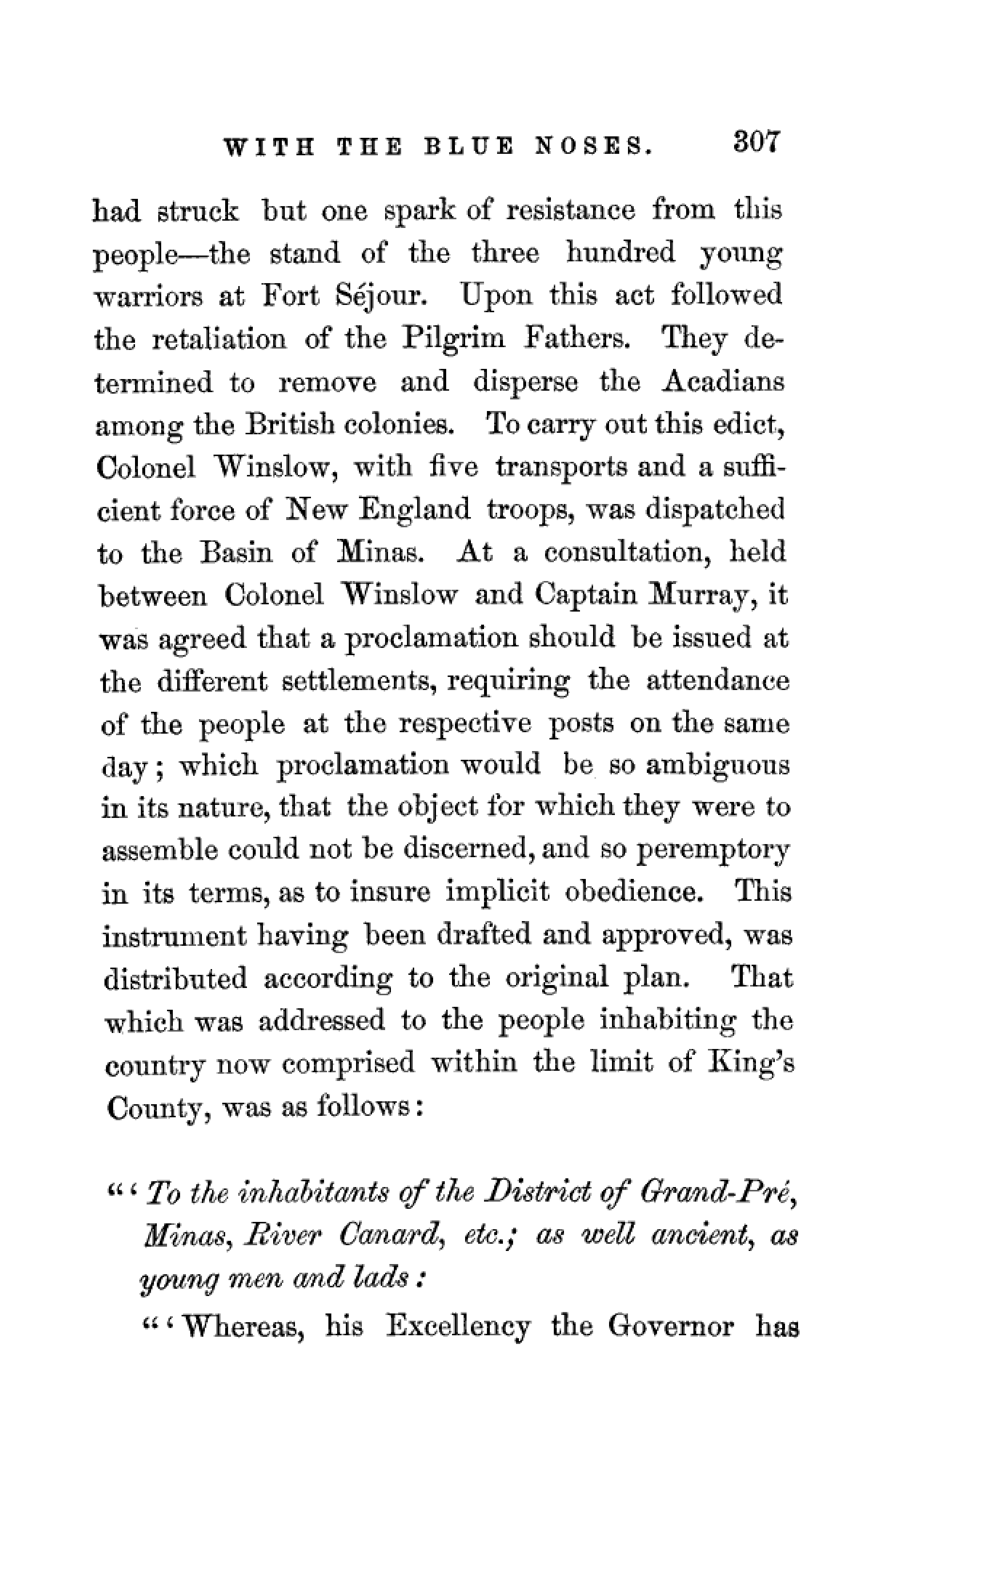 WITH THE BLUE NOSES. 307
had struck but one spark of resistance from this
people—the stand of the three hundred young
warriors at Fort Séjour. Upon this act followed
the retaliation of the Pilgrim Fathers. They de-
termined to remove and disperse the Acadians
among the British colonies. To carry out this edict,
Colonel Winslow, with five transports and a suffi-
cient force of New England troops, was dispatched
to the Basin of Minas. At a consultation, held
between Colonel Winslow and Captain Murray, it
was agreed that a proclamation should be issued at
the different settlements, requiring the attendance
of the people at the respective posts on the same
day; which proclamation would be so ambiguous
in its nature, that the object for which they were to
assemble could not be discerned, and so peremptory
in its terms, as to insure implicit obedience. This
instrument having been drafted and approved, was
distributed according to the original plan. That
which was addressed to the people inhabiting the
country now comprised within the limit of King's
County, was as follows:
"'To the inhabitants of the District of Grand-Pré,
Minas, River Canard, etc.; as well ancient, as
young men and lads:
"'Whereas, his Excellency the Governor has